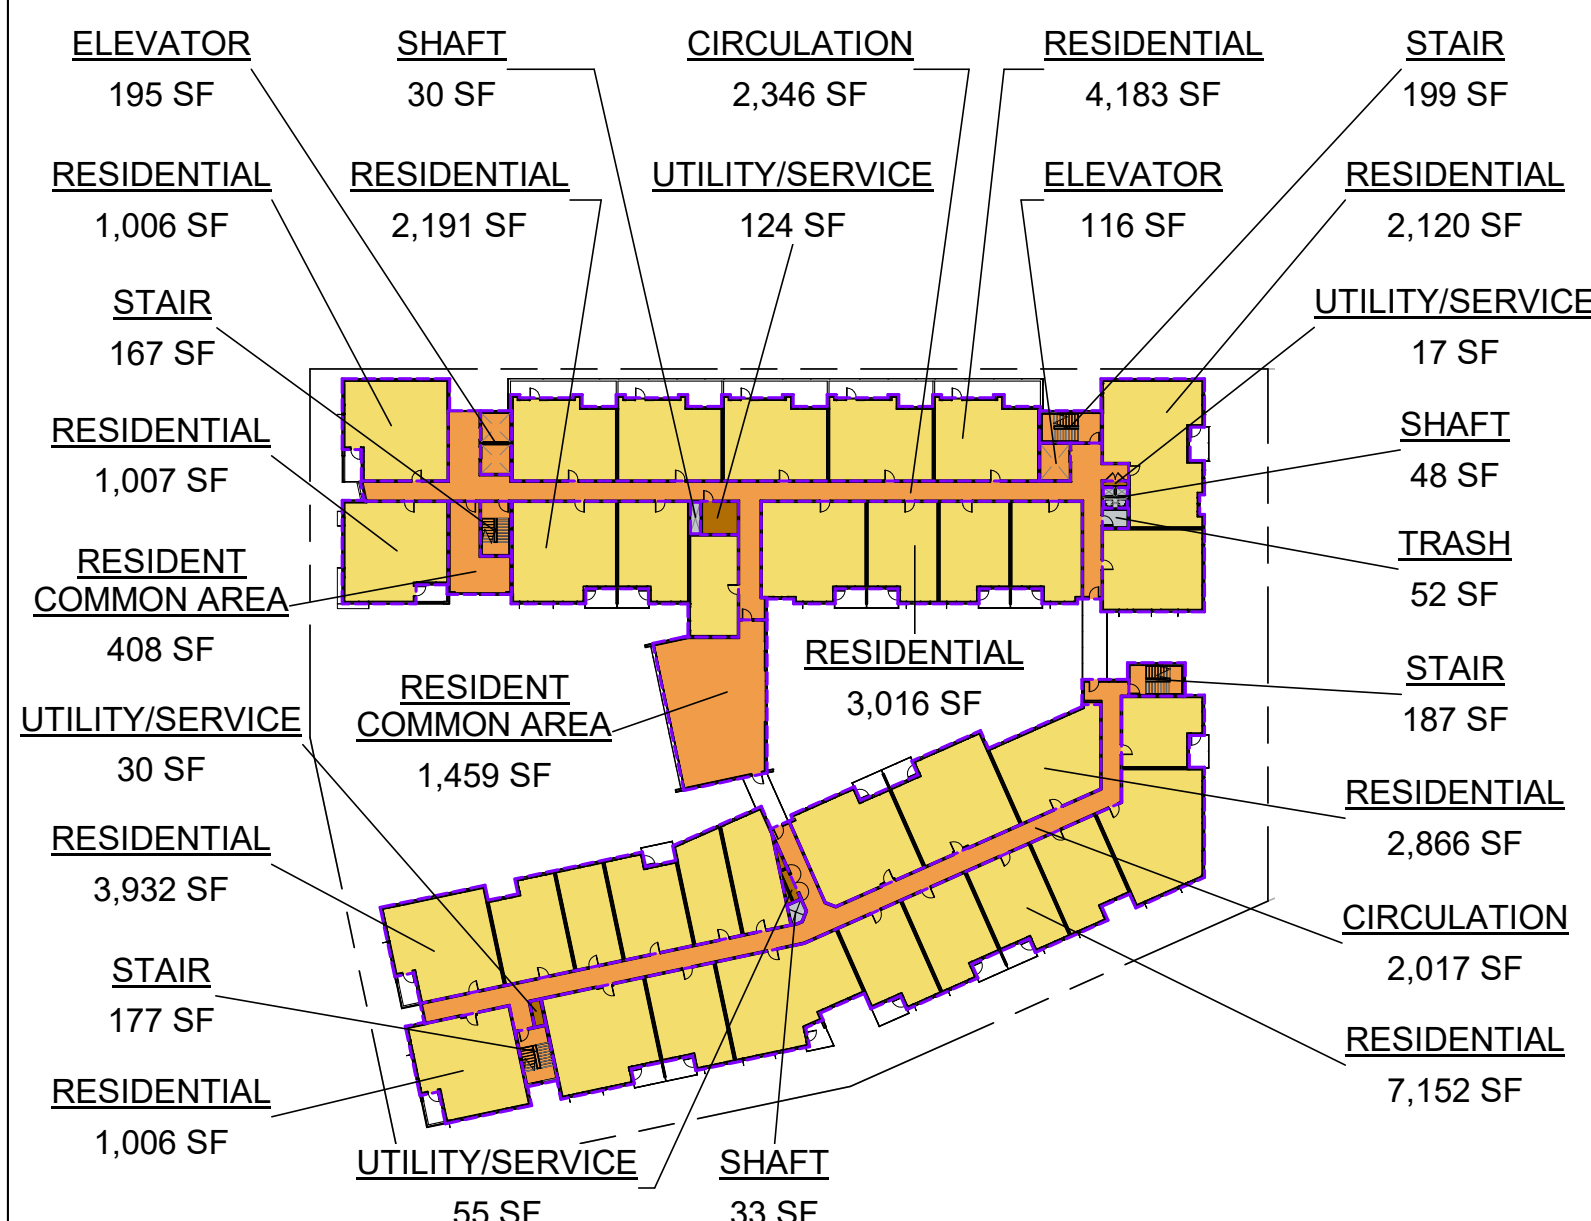 ELEVATOR
195 SF
SHAFT
30 SF
CIRCULATION
2,346 SF
RESIDENTIAL
4,183 SF
STAIR
199 SF
RESIDENTIAL
1,006 SF
RESIDENTIAL
2,191 SF
UTILITY/SERVICE
124 SF
ELEVATOR
116 SF
RESIDENTIAL
2,120 SF
STAIR
167 SF
UTILITY/SERVICE
17 SF
RESIDENTIAL
1,007 SF
SHAFT
48 SF
RESIDENT
COMMON AREA
408 SF
TRASH
52 SF
RESIDENTIAL
3,016 SF
RESIDENT
COMMON AREA
1,459 SF
STAIR
187 SF
UTILITY/SERVICE
30 SF
RESIDENTIAL
2,866 SF
RESIDENTIAL
3,932 SF
CIRCULATION
2,017 SF
STAIR
177 SF
RESIDENTIAL
7,152 SF
RESIDENTIAL
1,006 SF
UTILITY/SERVICE
55 SF
SHAFT
33 SF